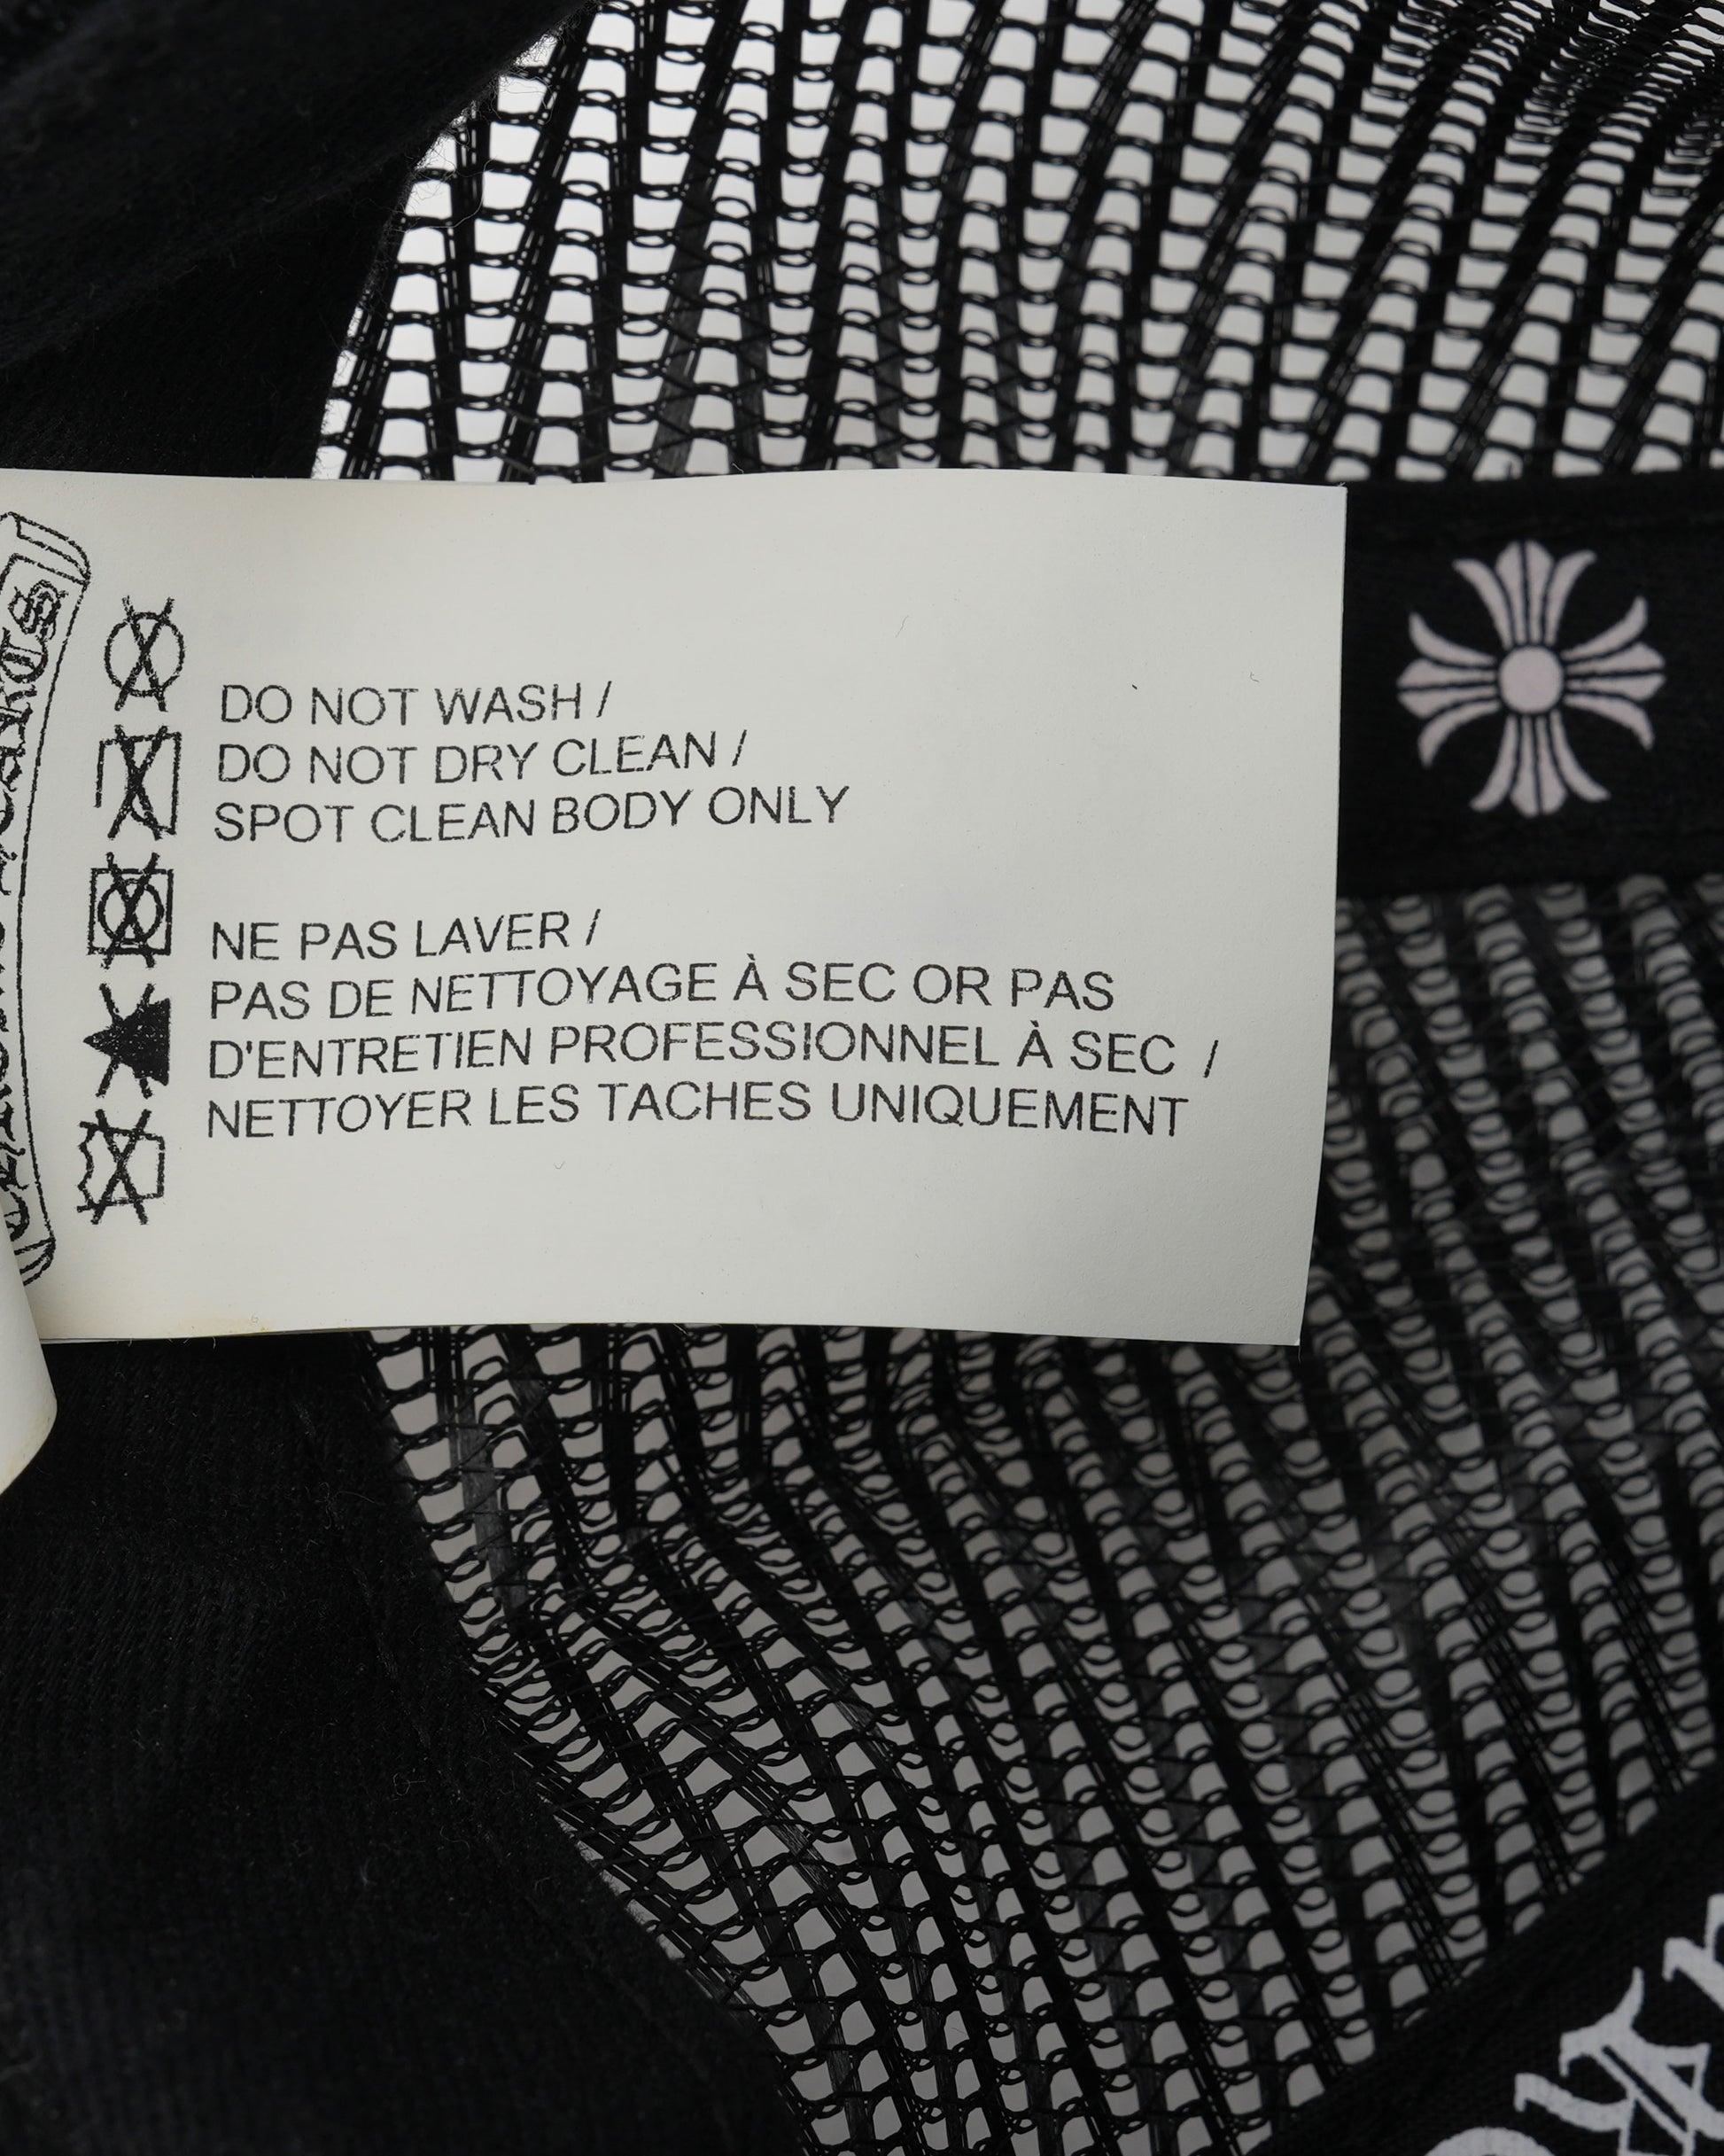 DO NOT WASH /
DO NOT DRY CLEAN /
SPOT CLEAN BODY ONLY
NE PAS LAVER /
PAS DE NETTOYAGE À SEC OR PAS
D'ENTRETIEN PROFESSIONNEL À SEC /
NETTOYER LES TACHES UNIQUEMENT